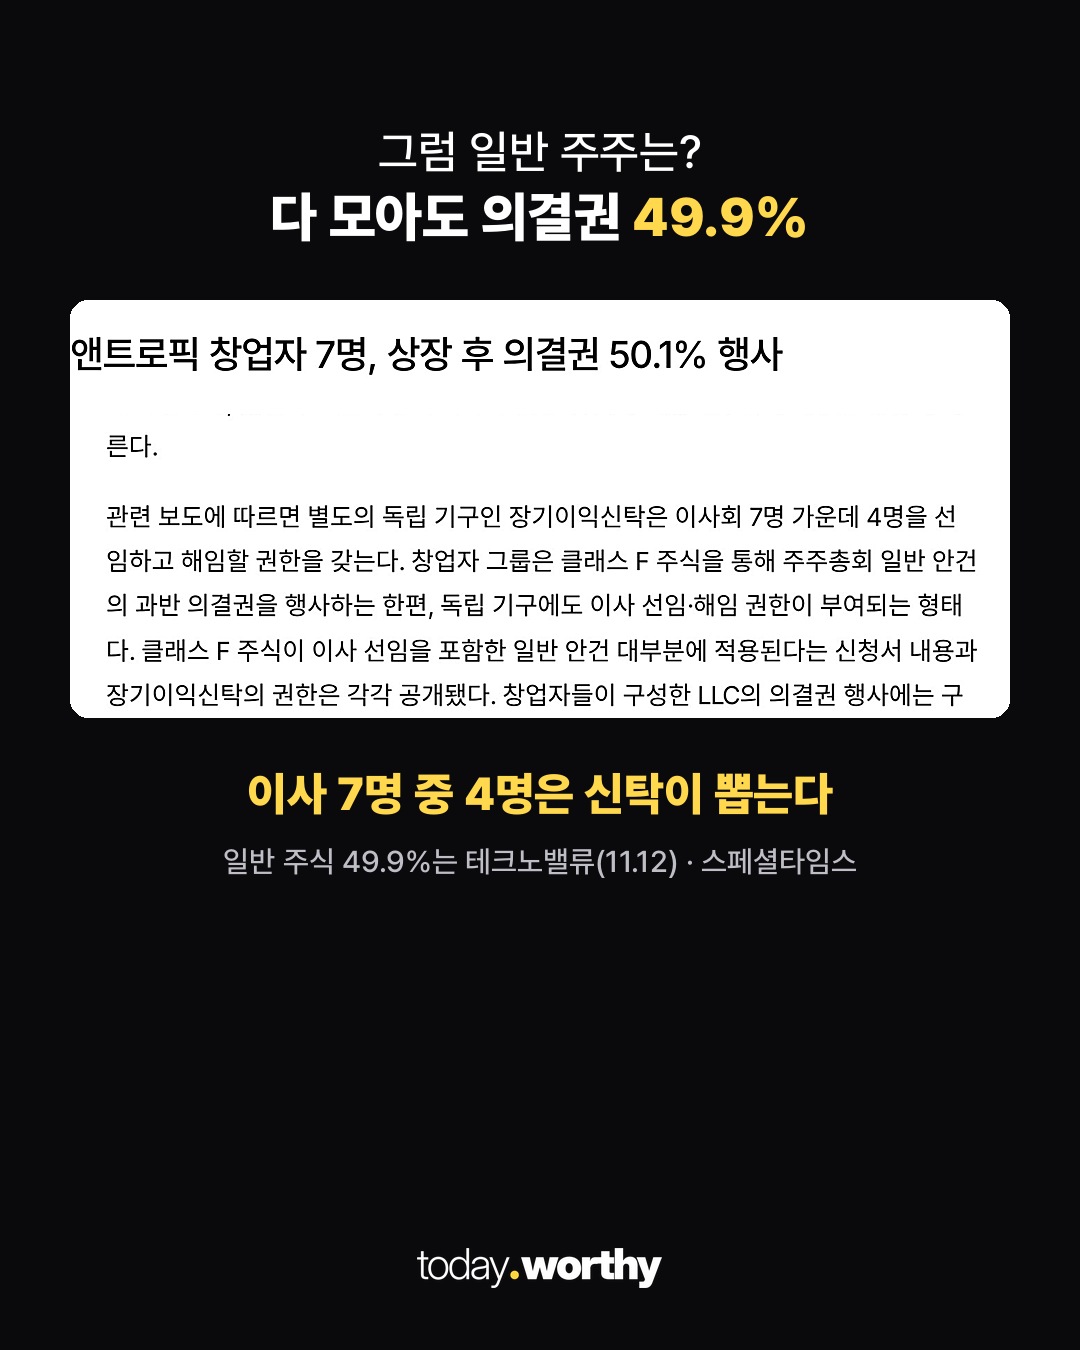 그럼 일반 주주는?
다 모아도 의결권 49.9%
앤트로픽 창업자 7명, 상장 후 의결권 50.1% 행사
른다.
관련 보도에 따르면 별도의 독립 기구인 장기이익신탁은 이사회 7명 가운데 4명을 선
임하고 해임할 권한을 갖는다. 창업자 그룹은 클래스 F 주식을 통해 주주총회 일반 안건
의 과반 의결권을 행사하는 한편, 독립 기구에도 이사 선임·해임 권한이 부여되는 형태
다. 클래스 F 주식이 이사 선임을 포함한 일반 안건 대부분에 적용된다는 신청서 내용과
장기이익신탁의 권한은 각각 공개됐다. 창업자들이 구성한 LLC의 의결권 행사에는 구
이사 7명 중 4명은 신탁이 뽑는다
일반 주식 49.9%는 테크노밸류(11.12) · 스페셜타임스
today.worthy